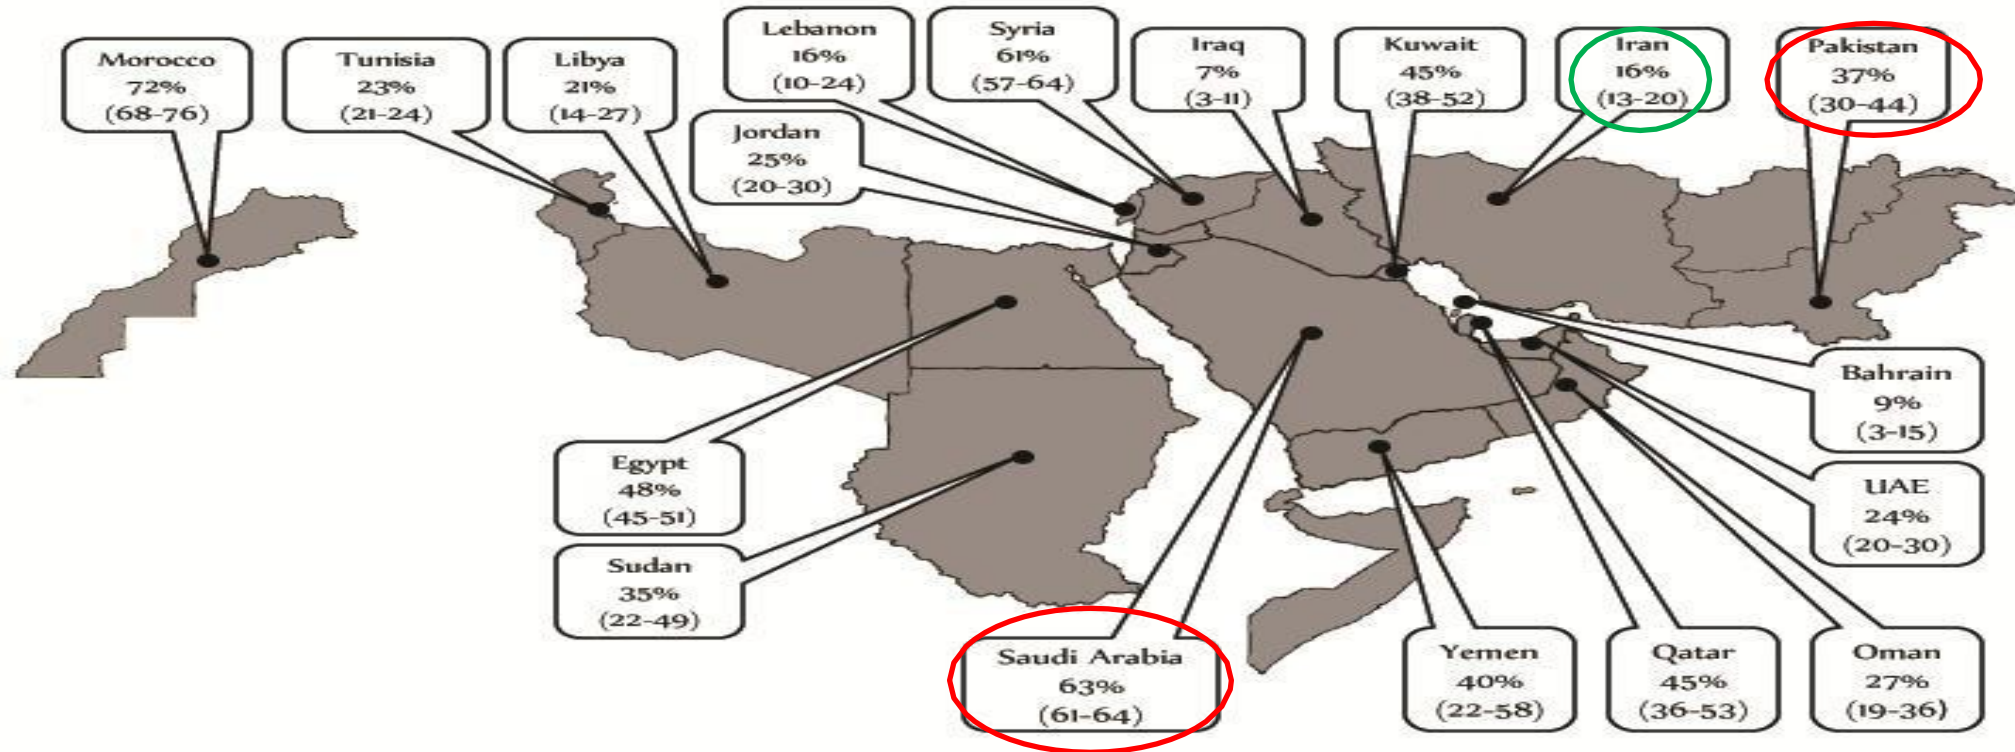 Morocco
72%
(68-76)
Tunisia
23%
(21-24)
Libya
21%
(14-27)
Lebanon
16%
(10-24)
Syria
61%
(57-64)
Iraq
7%
(3-11)
Kuwait
45%
(38-52)
Iran
16%
(13-20)
Pakistan
37%
(30-44)
Jordan
25%
(20-30)
Bahrain
9%
(3-15)
Egypt
48%
(45-51)
UAE
24%
(20-30)
Sudan
35%
(22-49)
Saudi Arabia
63%
(61-64)
Yemen
40%
(22-58)
Qatar
45%
(36-53)
Oman
27%
(19-36)